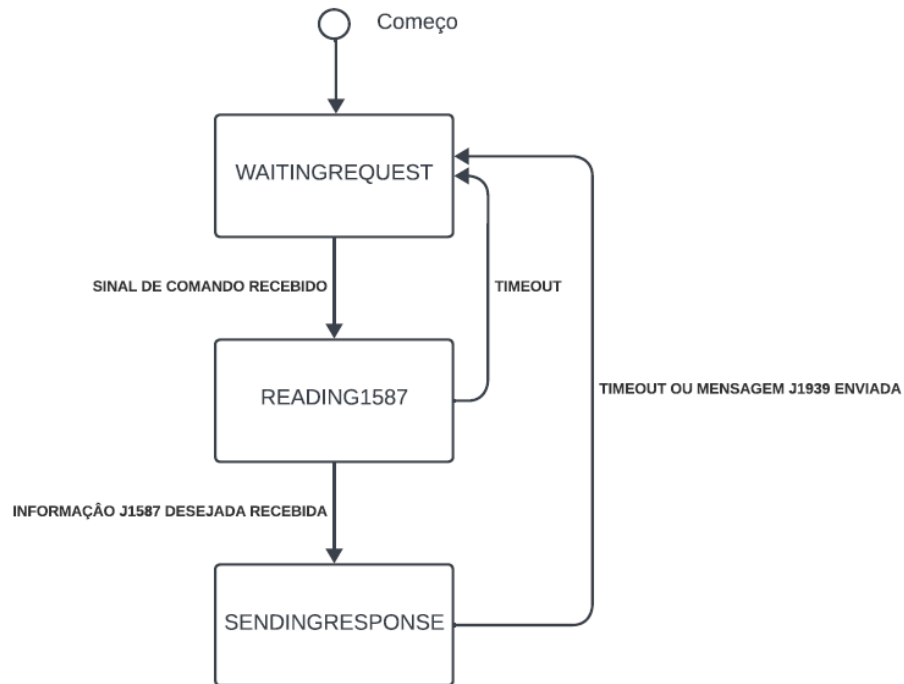 Começo
WAITINGREQUEST
SINAL DE COMANDO RECEBIDO
TIMEOUT
READING1587
TIMEOUT OU MENSAGEM J1939 ENVIADA
INFORMAÇÂO J1587 DESEJADA RECEBIDA
SENDINGRESPONSE